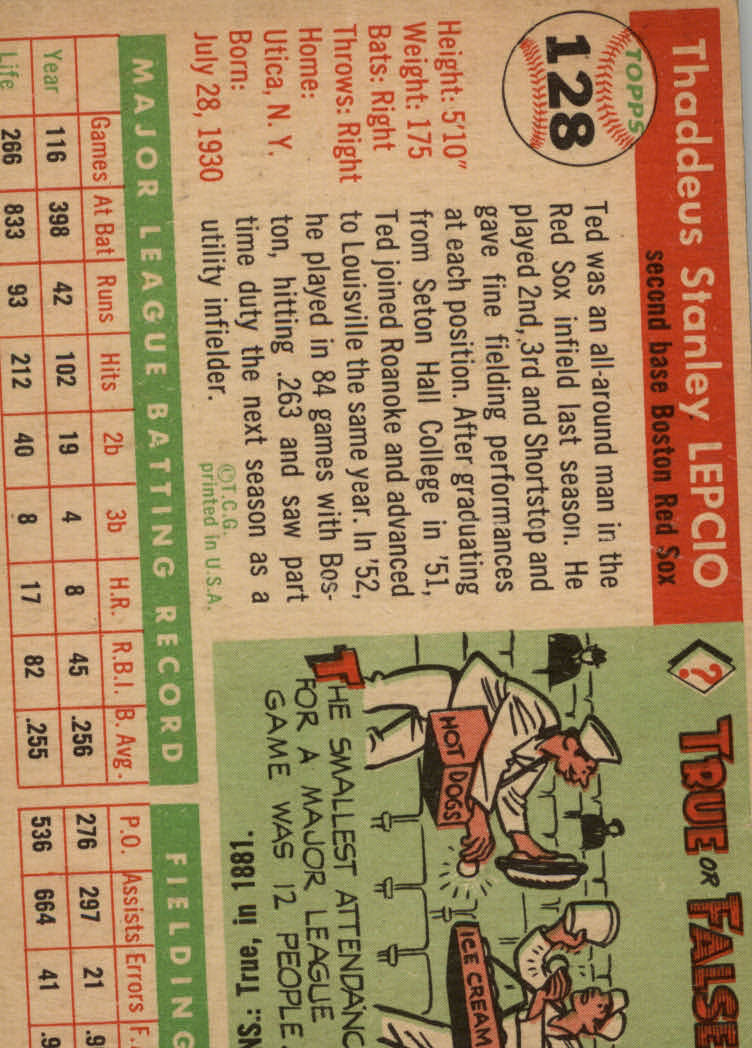 Thaddeus Stanley LEPCIO
second base Boston Red Sox
TOPPS
128
Height: 5'10"
Weight: 175
Bats: Right
Throws: Right
Home:
Utica, N. Y.
Born:
July 28, 1930
Ted was an all-around man in the
Red Sox infield last season. He
played 2nd, 3rd and Shortstop and
gave fine fielding performances
at each position. After graduating
from Seton Hall College in '51,
Ted joined Roanoke and advanced
to Louisville the same year. In '52,
he played in 84 games with Bos-
ton, hitting .263 and saw part
time duty the next season as a
utility infielder.
©T.C.G.
printed in U.S.A.
?
TRUE OR FALSE
HOT DOGS
ICE CREAM
THE SMALLEST ATTENDANC
FOR A MAJOR LEAGUE
GAME WAS 12 PEOPLE.
NS.: True, in 1881.
MAJOR LEAGUE BATTING RECORD
Games At Bat Runs Hits 2b 3b H.R. R.B.I. B. Avg.
Year 116 398 42 102 19 4 8 45 .256
Life 266 833 93 212 40 8 17 82 .255
FIELDING
P.O. Assists Errors F.
276 297 21 .9
536 664 41 .9